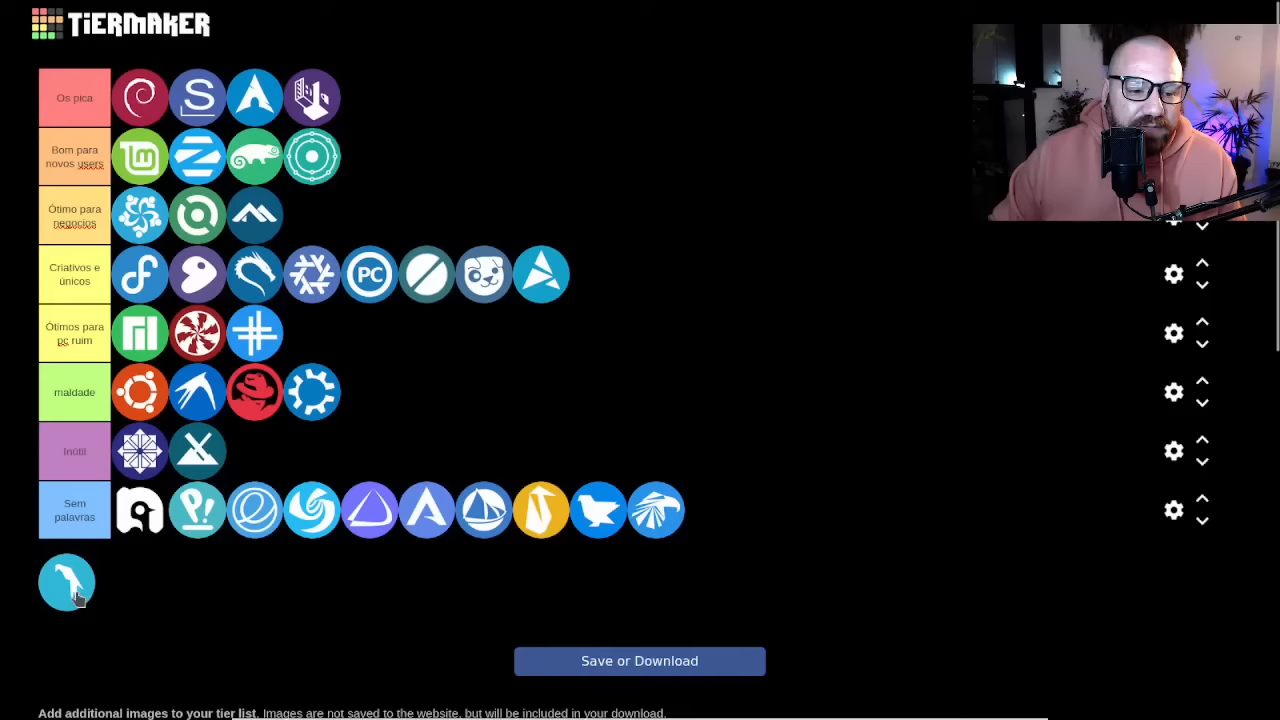 TiERMAKER
Os pica
S
Bom para
novos users
Ótimo para
negocios
Criativos e
únicos
PC
Ótimos para
pc ruim
maldade
Inútil
Sem
palavras
P!
Save or Download
Add additional images to your tier list. Images are not saved to the website, but will be included in your download.